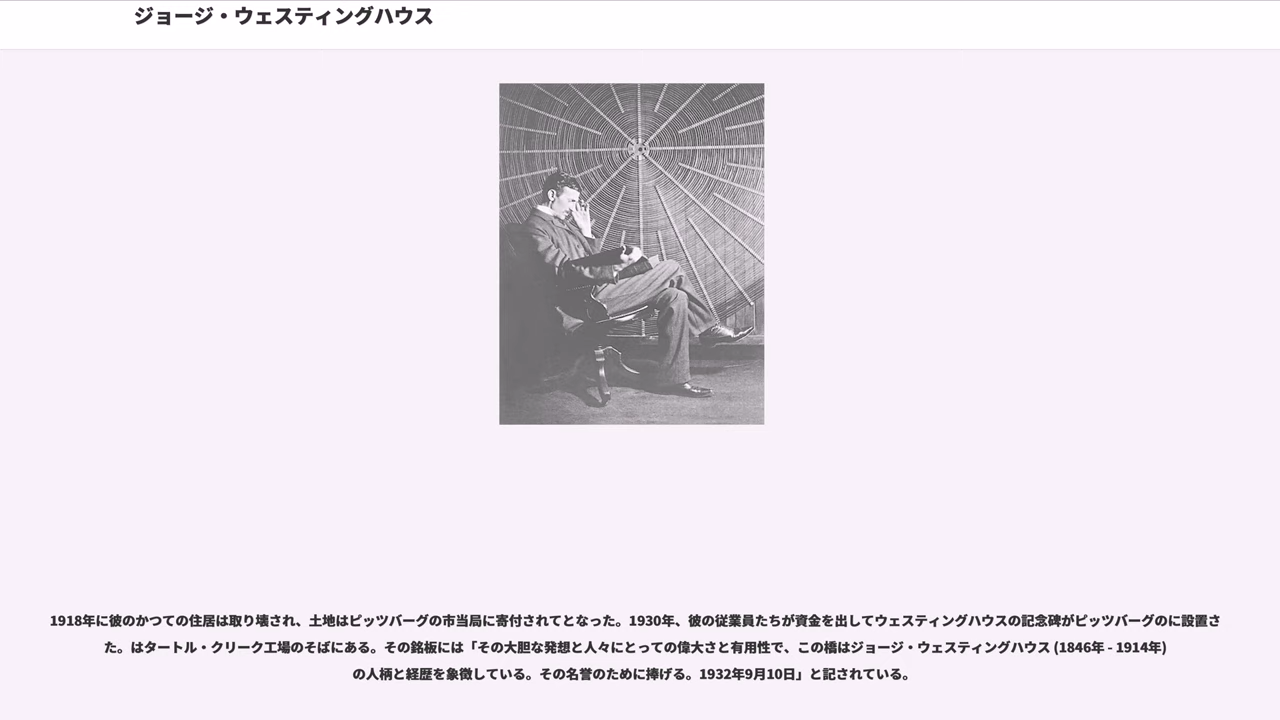 ジョージ・ウェスティングハウス
1918年に彼のかつての住居は取り壊され、土地はピッツバーグの市当局に寄付されてとなった。1930年、彼の従業員たちが資金を出してウェスティングハウスの記念碑がピッツバーグのに設置さ
た。はタートル・クリーク工場のそばにある。その銘板には「その大胆な発想と人々にとっての偉大さと有用性で、この橋はジョージ・ウェスティングハウス (1846年 - 1914年)
の人柄と経歴を象徴している。その名誉のために捧げる。1932年9月10日」と記されている。